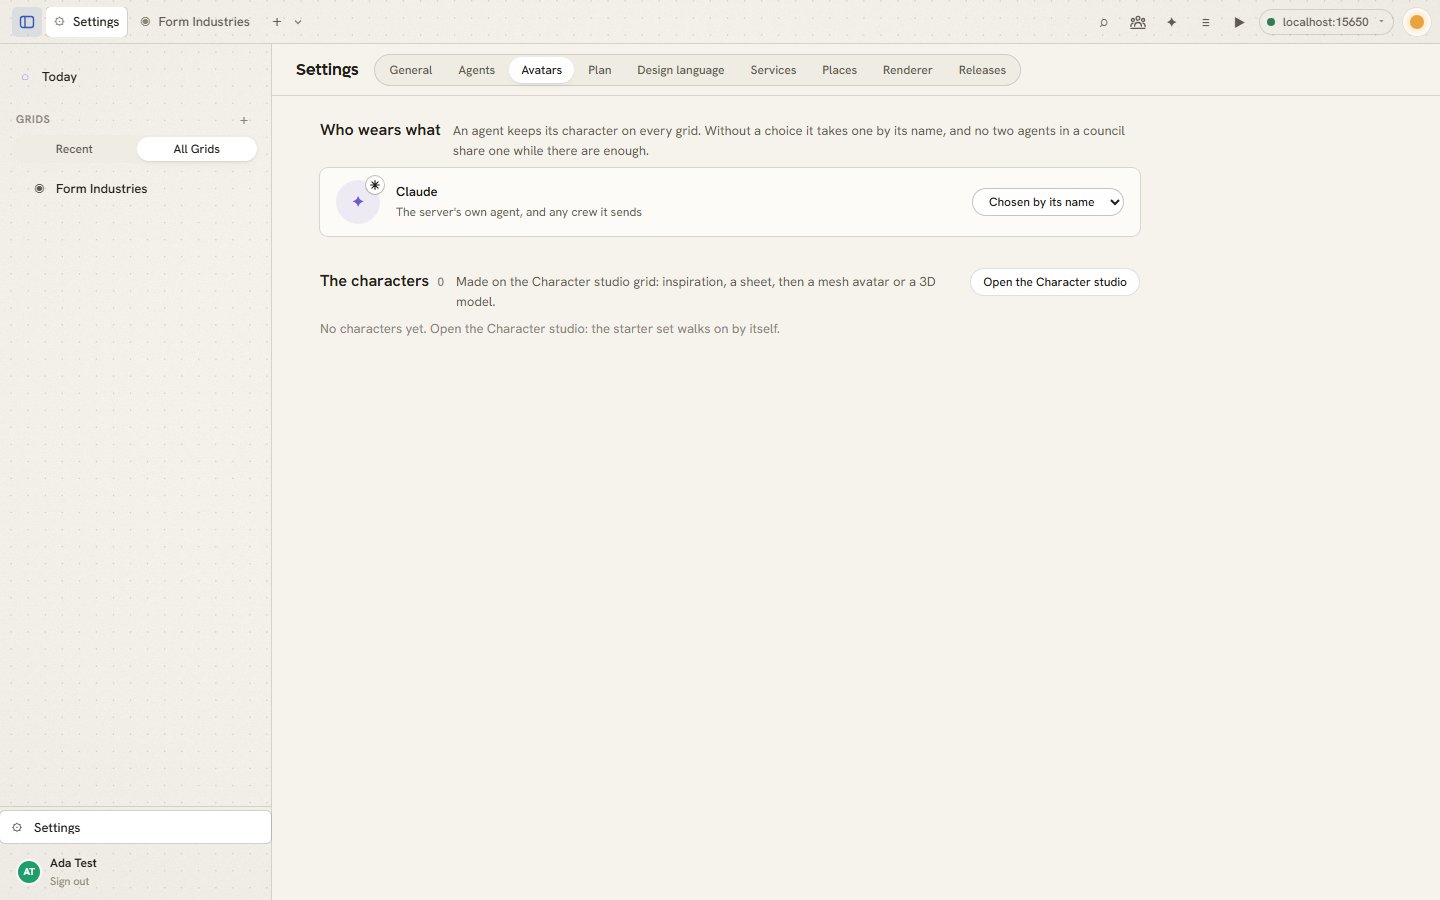 Settings
Form Industries
localhost:15650
Today
GRIDS
Recent
All Grids
Form Industries
Settings
AT
Ada Test
Sign out
Settings
General
Agents
Avatars
Plan
Design language
Services
Places
Renderer
Releases
Who wears what
An agent keeps its character on every grid. Without a choice it takes one by its name, and no two agents in a council
share one while there are enough.
Claude
The server's own agent, and any crew it sends
Chosen by its name
The characters 0
Made on the Character studio grid: inspiration, a sheet, then a mesh avatar or a 3D
model.
Open the Character studio
No characters yet. Open the Character studio: the starter set walks on by itself.